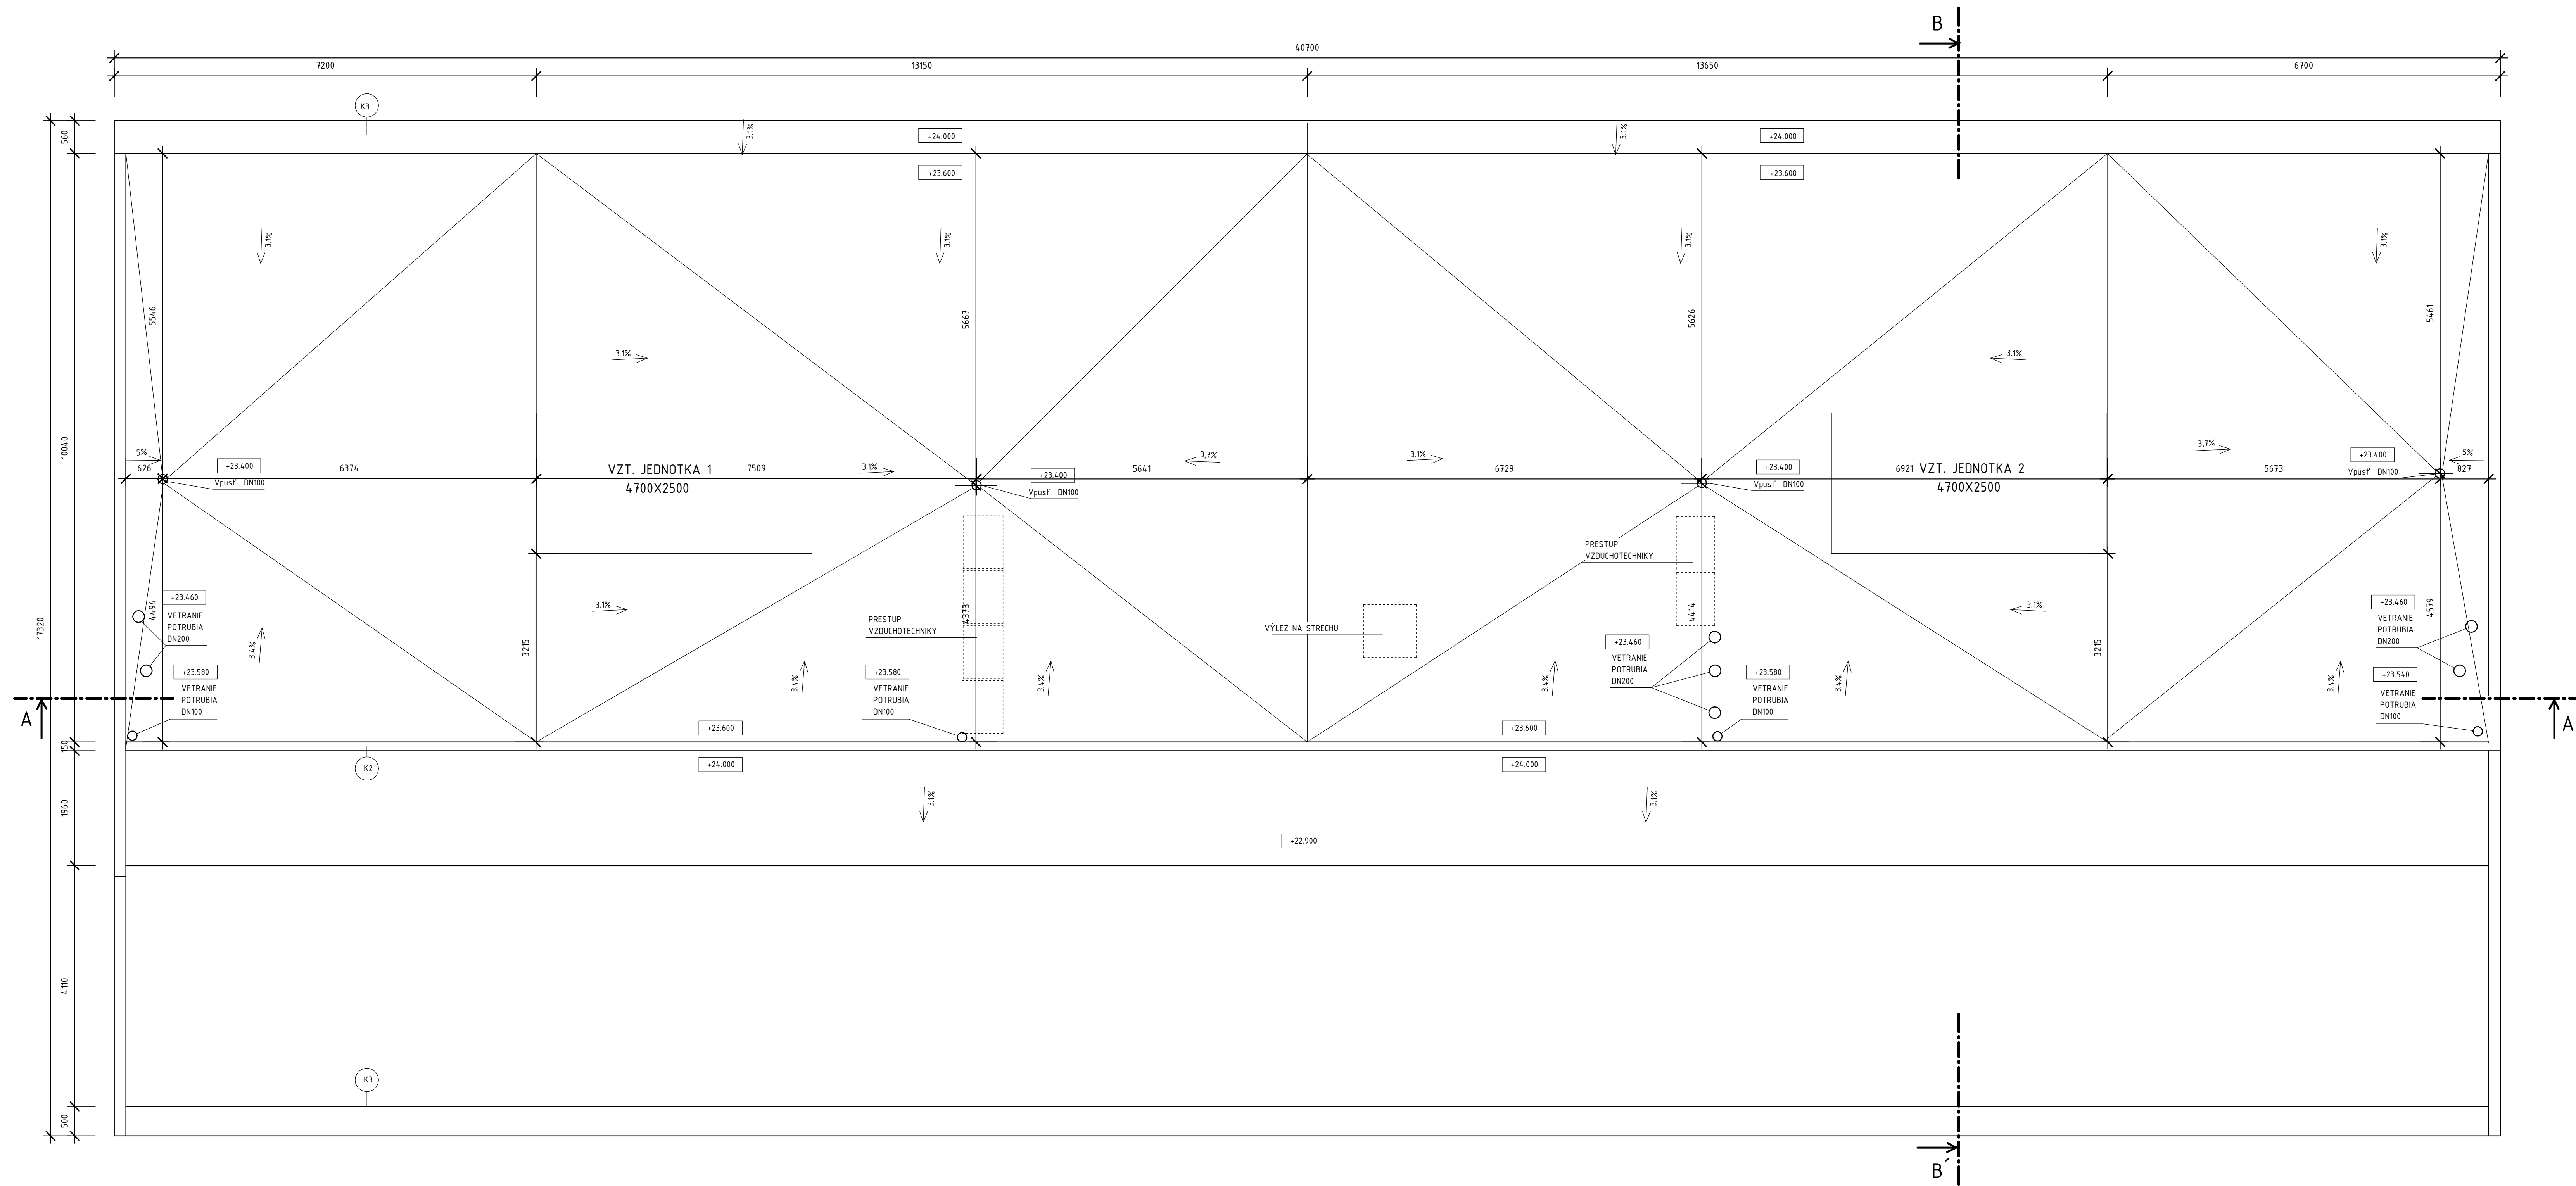 B
40700
7200
13150
13650
6700
K3
560
3.1%
+24.000
3.1%
+24.000
+23.600
+23.600
3.1%
3.1%
3.1%
3.1%
5546
5667
5626
5461
3.1%
3.1%
10040
5%
626
+23.400
Vpusť DN100
6374
VZT. JEDNOTKA 1
4700X2500
7509
3.1%
+23.400
Vpusť DN100
5641
3,7%
3.1%
6729
+23.400
Vpusť DN100
6921
VZT. JEDNOTKA 2
4700X2500
3,7%
5673
+23.400
Vpusť DN100
5%
827
PRESTUP
VZDUCHOTECHNIKY
17320
4494
+23.460
VETRANIE
POTRUBIA
DN200
3.1%
4373
PRESTUP
VZDUCHOTECHNIKY
VÝLEZ NA STRECHU
4414
3.1%
+23.460
VETRANIE
POTRUBIA
DN200
4579
3.4%
3215
+23.460
VETRANIE
POTRUBIA
DN200
3215
+23.580
VETRANIE
POTRUBIA
DN100
3.4%
+23.580
VETRANIE
POTRUBIA
DN100
3.4%
3.4%
+23.580
VETRANIE
POTRUBIA
DN100
3.4%
3.4%
+23.540
VETRANIE
POTRUBIA
DN100
A
A
150
+23.600
+23.600
K2
+24.000
+24.000
1960
3.1%
3.1%
+22.900
4110
K3
500
B´